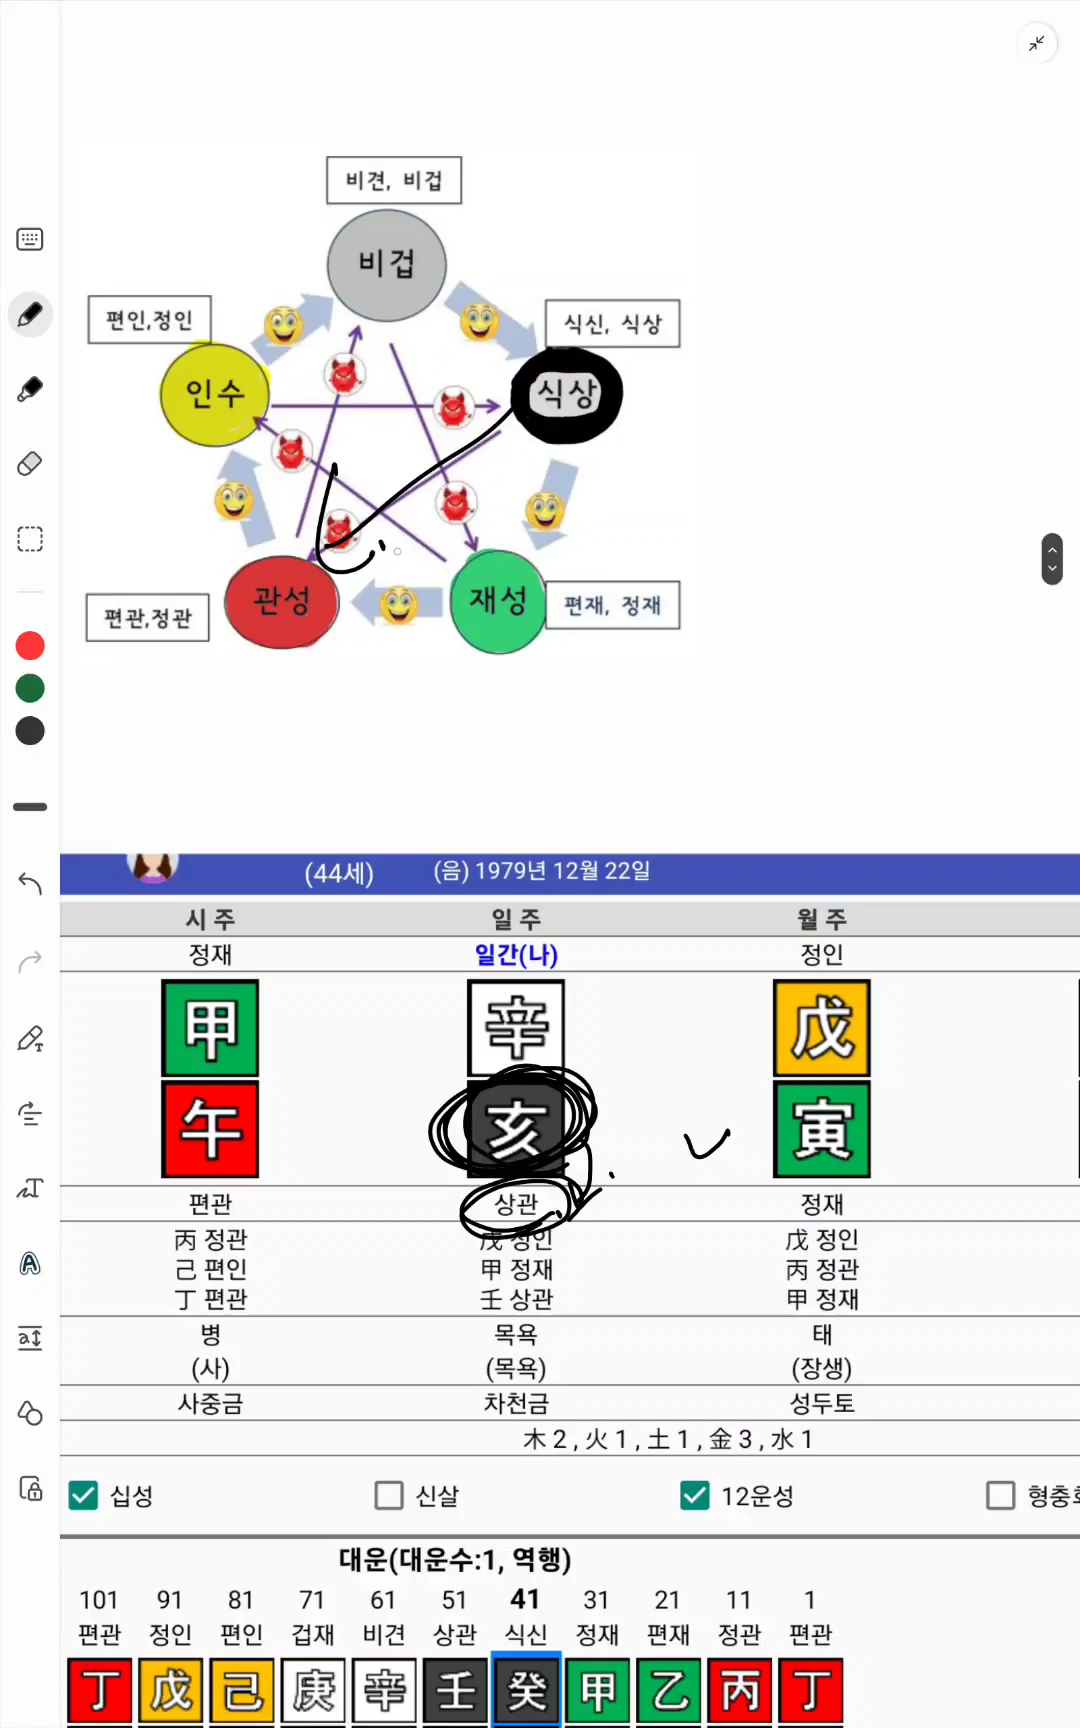 비견, 비겁
비겁
편인,정인
식신, 식상
인수
식상
관성
재성
편관,정관
편재, 정재
(44세) (음) 1979년 12월 22일
시주 일주 월주
정재 일간(나) 정인
甲 辛 戊
午 亥 寅
편관 상관 정재
丙 정관 戊 정인 戊 정인
己 편인 甲 정재 丙 정관
丁 편관 壬 상관 甲 정재
병 목욕 태
(사) (목욕) (장생)
사중금 차천금 성두토
木2,火1,土1,金3,水1
십성 신살 12운성 형충
대운(대운수:1, 역행)
101 91 81 71 61 51 41 31 21 11 1
편관 정인 편인 겁재 비견 상관 식신 정재 편재 정관 편관
丁 戊 己 庚 辛 壬 癸 甲 乙 丙 丁